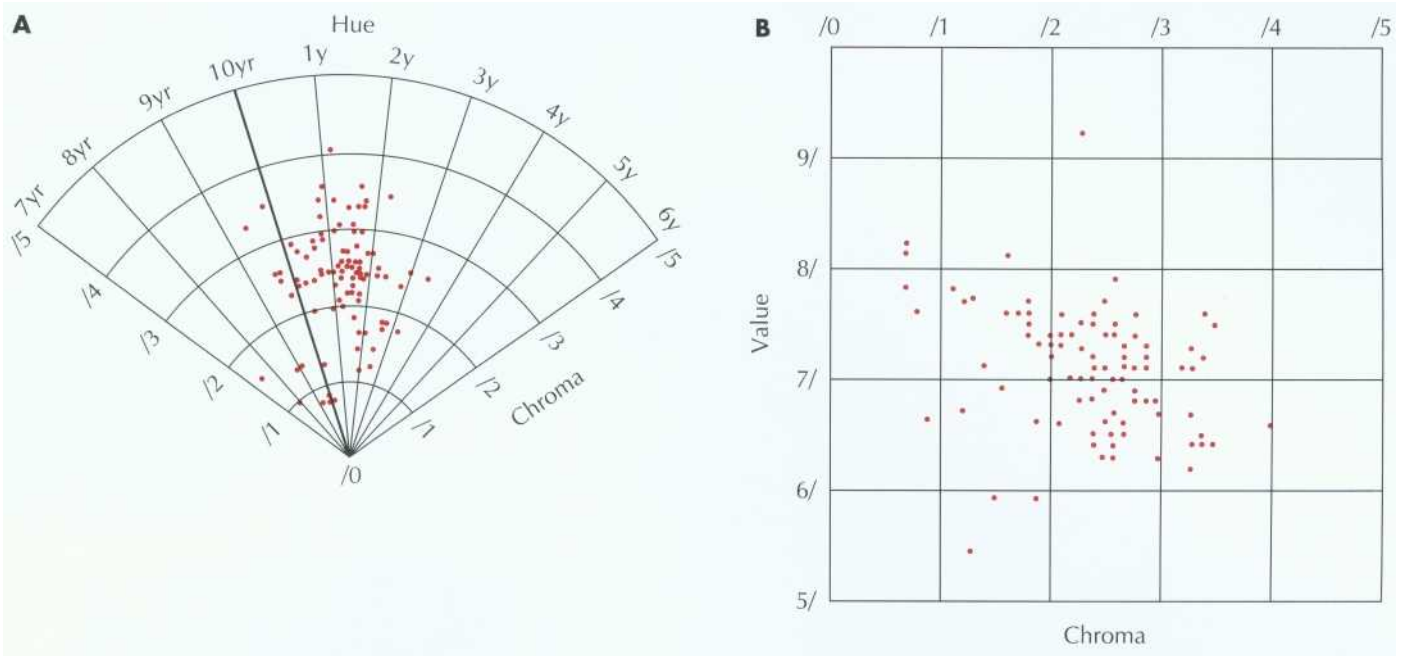 A
Hue
7yr
8yr
9yr
10yr
1y
2y
3y
4y
5y
6y
/5
/4
/3
/2
/1
/0
/1
/2
/3
/4
/5
Chroma
B
/0 /1 /2 /3 /4 /5
9/
8/
7/
6/
5/
Value
Chroma